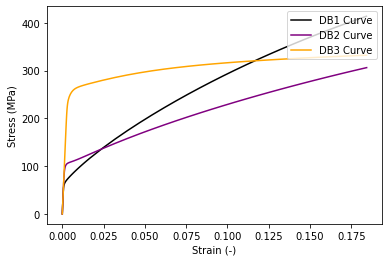 400
300
200
100
0
Stress (MPa)
DB1 Curve
DB2 Curve
DB3 Curve
0.000 0.025 0.050 0.075 0.100 0.125 0.150 0.175
Strain (-)